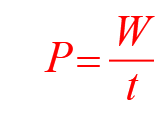 P = W/t